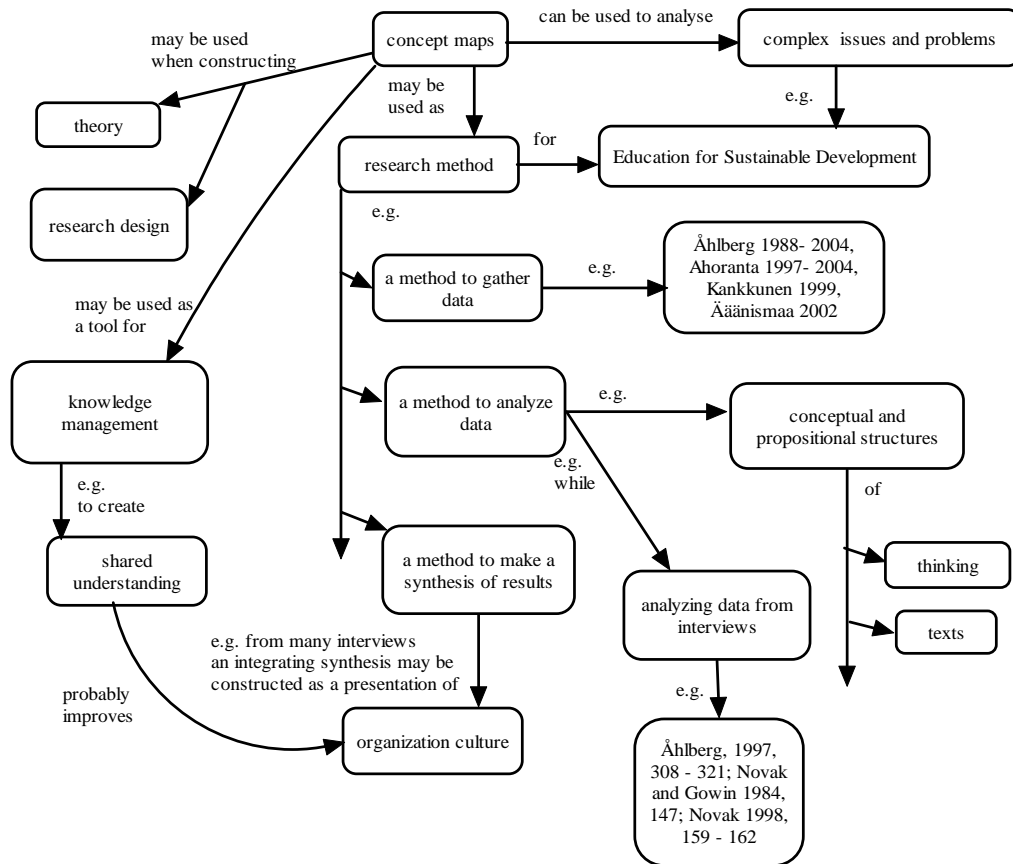 can be used to analyse
may be used
when constructing
concept maps
complex issues and problems
may be
used as
e.g.
theory
research method
for
Education for Sustainable Development
research design
e.g.
a method to gather
data
e.g.
Åhlberg 1988- 2004,
Ahoranta 1997- 2004,
Kankkunen 1999,
Ääänismaa 2002
may be used as
a tool for
knowledge
management
a method to analyze
data
e.g.
conceptual and
propositional structures
e.g.
while
of
e.g.
to create
shared
understanding
a method to make a
synthesis of results
thinking
analyzing data from
interviews
texts
e.g. from many interviews
an integrating synthesis may be
constructed as a presentation of
probably
improves
e.g.
organization culture
Åhlberg, 1997,
308 - 321; Novak
and Gowin 1984,
147; Novak 1998,
159 - 162